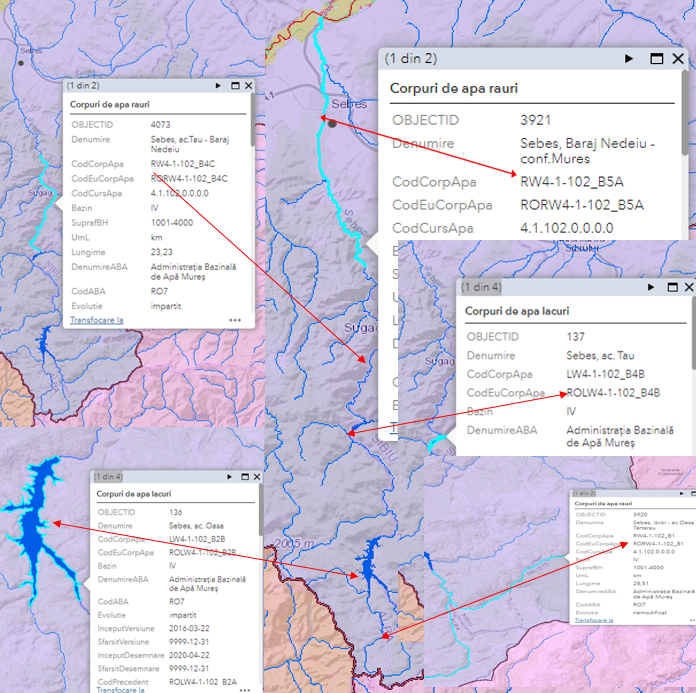 Sebes
(1 din 2)
Corpuri de apa rauri
OBJECTID 4073
Denumire Sebes, ac.Tau - Baraj
Nedeiu
CodCorpApa RW4-1-102_B4C
CodEuCorpApa RORW4-1-102_B4C
CodCursApa 4.1.102.0.0.0.0
Bazin IV
SuprafBH 1001-4000
UmL km
Lungime 23,23
DenumireABA Administrația Bazinală
de Apă Mureș
CodABA RO7
Evolutie impartit
Transfocare la
Sugag
41
Sebes
(1 din 2)
Corpuri de apa rauri
OBJECTID 3921
Denumire Sebes, Baraj Nedeiu -
conf.Mures
CodCorpApa RW4-1-102_B5A
CodEuCorpApa RORW4-1-102_B5A
CodCursApa 4.1.102.0.0.0.0
Sebes
Sugag
SIBIU
2005 m
Sibiului
(1 din 4)
Corpuri de apa lacuri
OBJECTID 137
Denumire Sebes, ac. Tau
CodCorpApa LW4-1-102_B4B
CodEuCorpApa ROLW4-1-102_B4B
Bazin IV
DenumireABA Administrația Bazinală
de Apă Mureș
Sugag
(1 din 4)
Corpuri de apa lacuri
OBJECTID 136
Denumire Sebes, ac. Oasa
CodCorpApa LW4-1-102_B2B
CodEuCorpApa ROLW4-1-102_B2B
Bazin IV
DenumireABA Administrația Bazinală
de Apă Mureș
CodABA RO7
Evolutie impartit
InceputVersiune 2016-03-22
SfarsitVersiune 9999-12-31
InceputDesemnare 2020-04-22
SfarsitDesemnare 9999-12-31
CodPrecedent ROLW4-1-102_B2A
Transfocare la
(1 din 2)
Corpuri de apa rauri
OBJECTID 3920
Denumire Sebes, izvor - ac.Oasa
CodCorpApa RW4-1-102_B1
CodEuCorpApa RORW4-1-102_B1
CodCursApa 4.1.102.0.0.0.0
Bazin IV
SuprafBH 1001-4000
UmL km
Lungime 28,51
DenumireABA Administrația Bazinală
de Apă Mureș
CodABA RO7
Evolutie nemodificat
Transfocare la